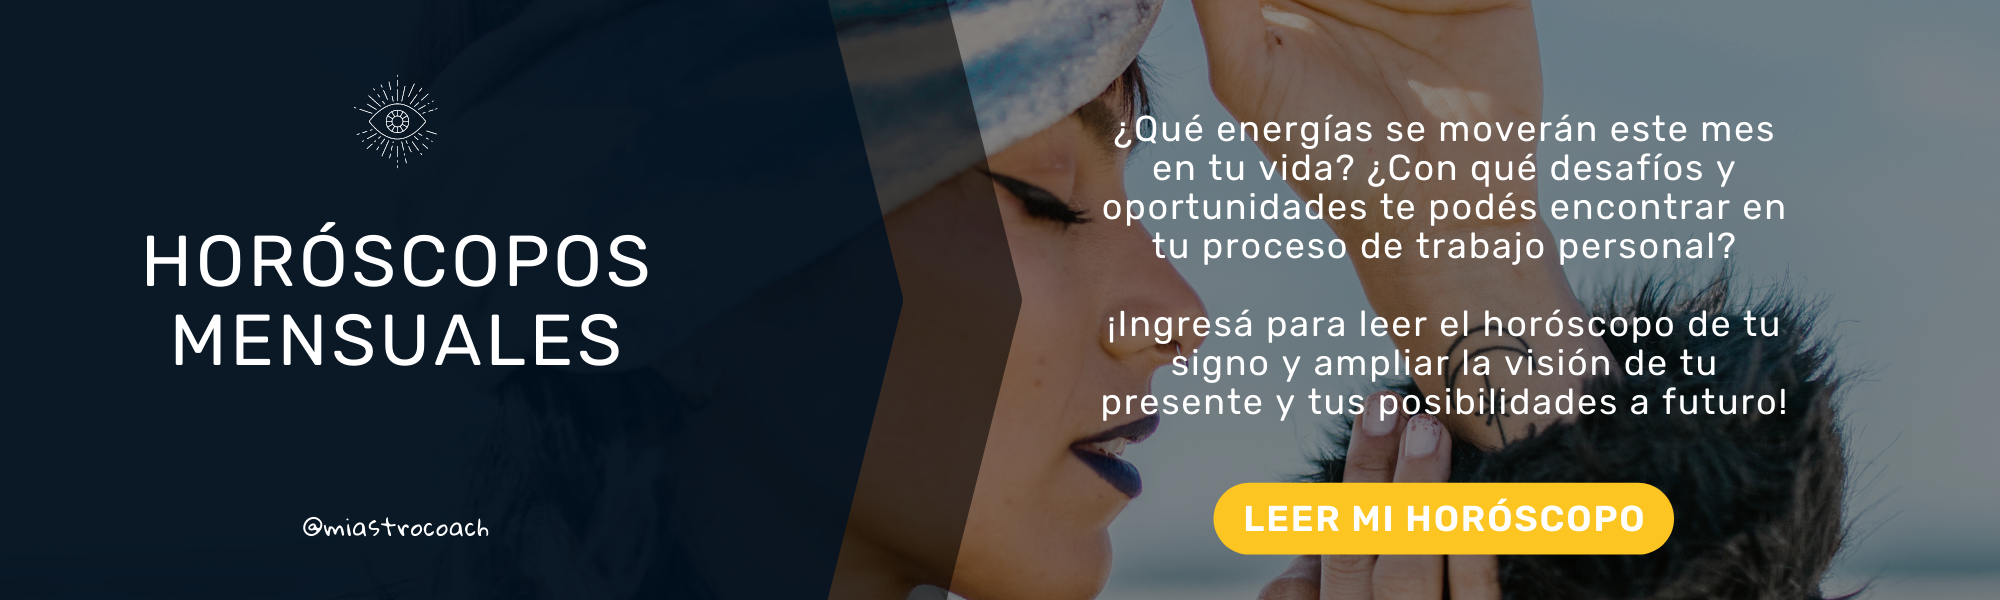 HORÓSCOPOS
MENSUALES
@miastrocoach
¿Qué energías se moverán este mes
en tu vida? ¿Con qué desafíos y
oportunidades te podés encontrar en
tu proceso de trabajo personal?
¡Ingresá para leer el horóscopo de tu
signo y ampliar la visión de tu
presente y tus posibilidades a futuro!
LEER MI HORÓSCOPO